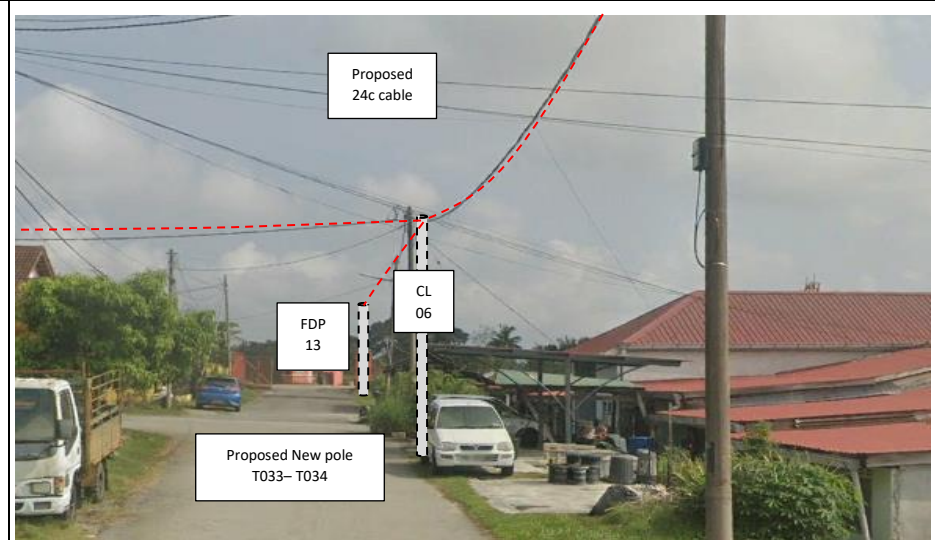 Proposed
24c cable
CL
06
FDP
13
Proposed New pole
T033– T034